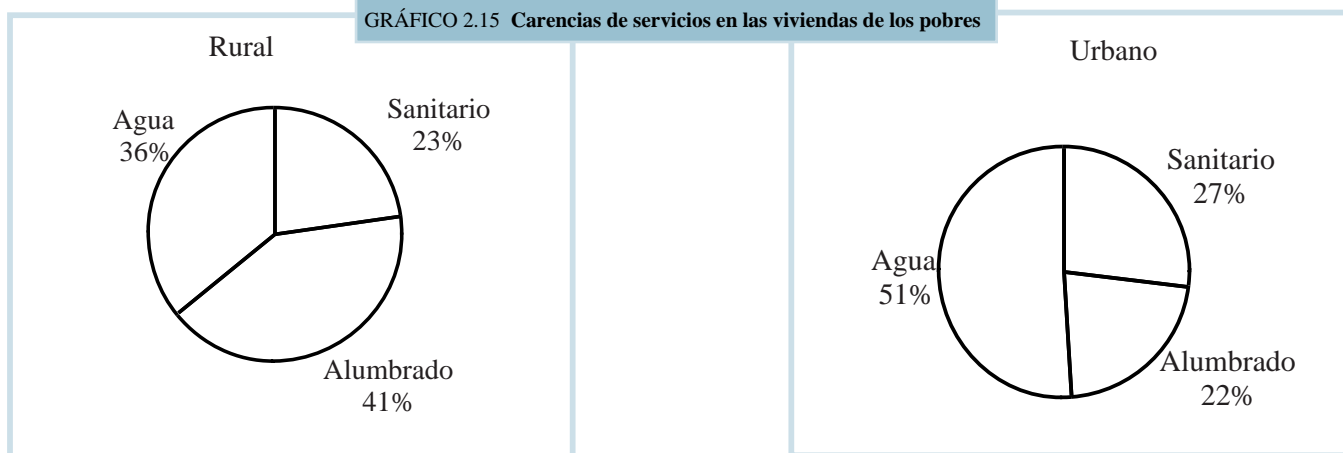 GRÁFICO 2.15 Carencias de servicios en las viviendas de los pobres
Rural
Agua
36%
Sanitario
23%
Alumbrado
41%
Urbano
Sanitario
27%
Agua
51%
Alumbrado
22%